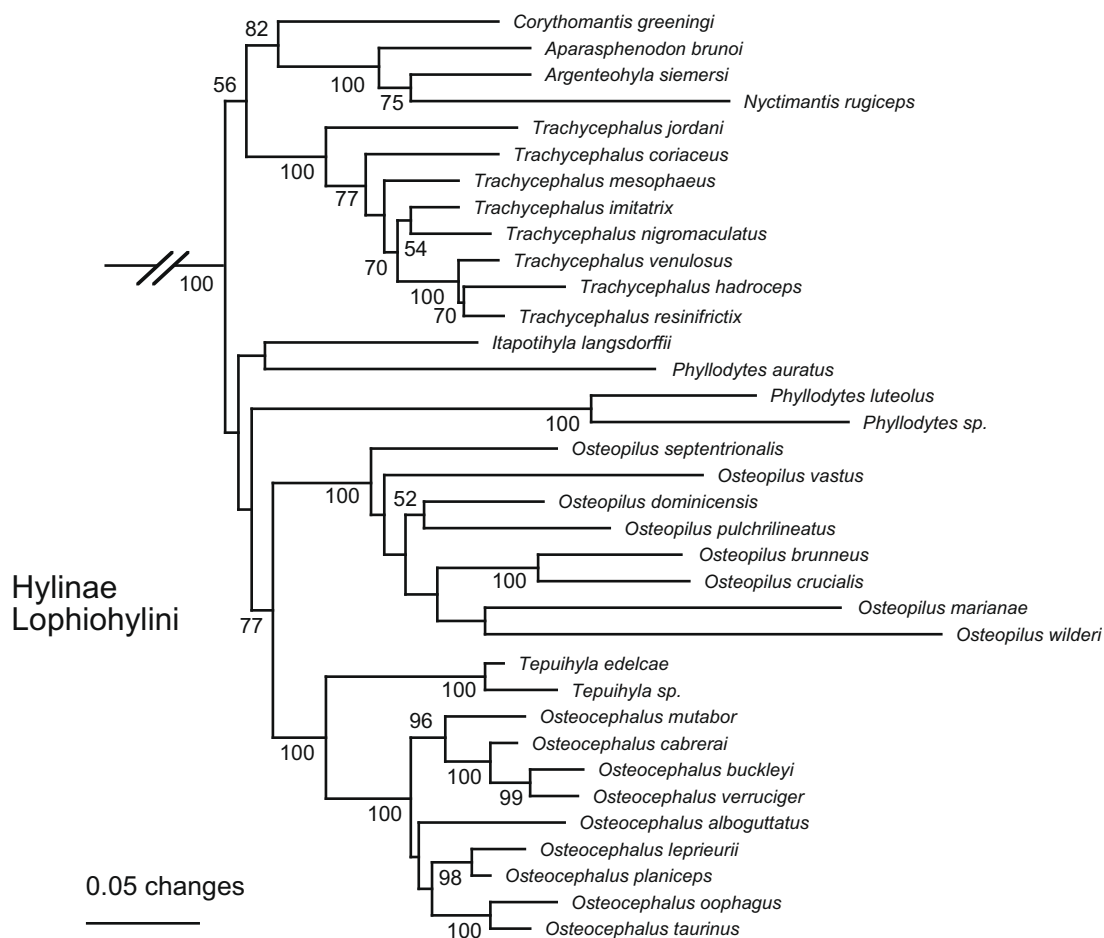 82
Corythomantis greeningi
Aparasphenodon brunoi
56
100
Argenteohyla siemersi
75
Nyctimantis rugiceps
Trachycephalus jordani
100
Trachycephalus coriaceus
77
Trachycephalus mesophaeus
Trachycephalus imitatrix
54
Trachycephalus nigromaculatus
70
Trachycephalus venulosus
100
100
Trachycephalus hadroceps
70
Trachycephalus resinifrictix
Itapotihyla langsdorffii
Phyllodytes auratus
Phyllodytes luteolus
100
Phyllodytes sp.
Osteopilus septentrionalis
100
Osteopilus vastus
52
Osteopilus dominicensis
Osteopilus pulchrilineatus
Osteopilus brunneus
100
Osteopilus crucialis
Hylinae
Lophiohylini
Osteopilus marianae
77
Osteopilus wilderi
Tepuihyla edelcae
100
Tepuihyla sp.
96
Osteocephalus mutabor
100
Osteocephalus cabrerai
100
Osteocephalus buckleyi
99
Osteocephalus verruciger
100
Osteocephalus alboguttatus
Osteocephalus leprieurii
98
Osteocephalus planiceps
0.05 changes
Osteocephalus oophagus
100
Osteocephalus taurinus